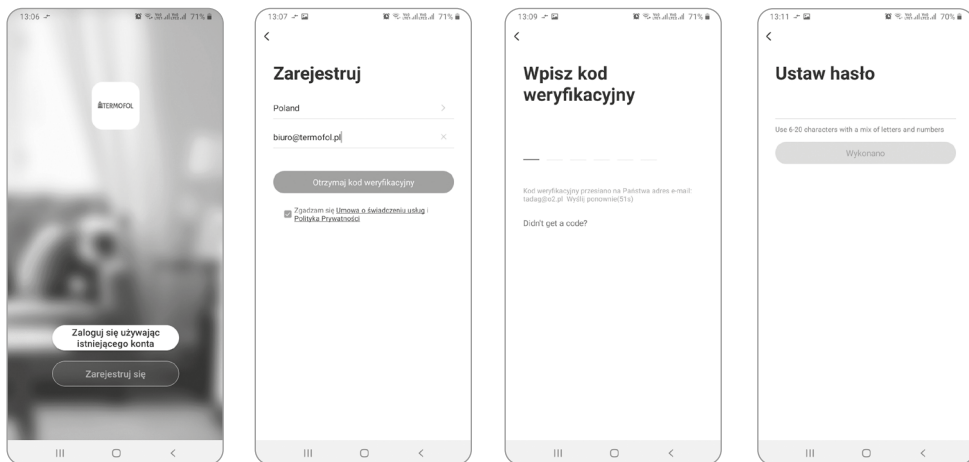 13:06
71%
TERMOFOL
Zaloguj się używając
istniejącego konta
Zarejestruj się
13:07
71%
Zarejestruj
Poland
biuro@termofol.pl
Otrzymaj kod weryfikacyjny
Zgadzam się Umowa o świadczeniu usług i
Polityka Prywatności
13:09
71%
Wpisz kod
weryfikacyjny
Kod weryfikacyjny przesłano na Państwa adres e-mail:
tadag@o2.pl Wyślij ponownie(51s)
Didn't get a code?
13:11
70%
Ustaw hasło
Use 6-20 characters with a mix of letters and numbers
Wykonano